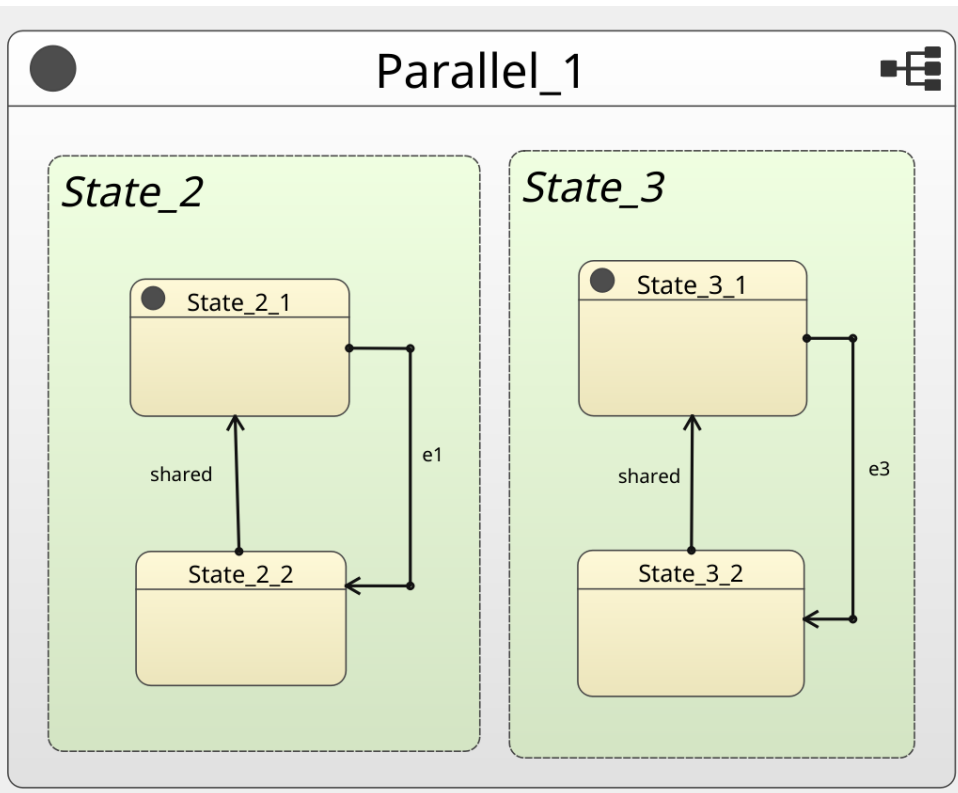 Parallel_1
State_2
State_2_1
e1
shared
State_2_2
State_3
State_3_1
e3
shared
State_3_2